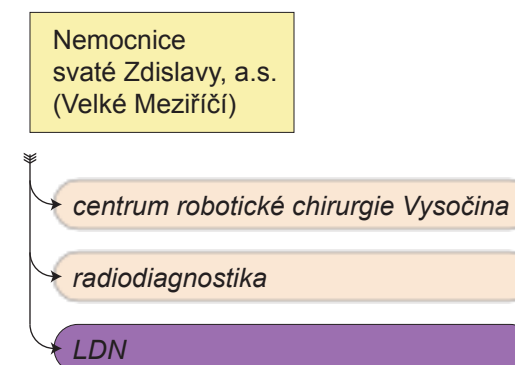 Nemocnice
svaté Zdislavy, a.s.
(Velké Meziříčí)
centrum robotické chirurgie Vysočina
radiodiagnostika
LDN